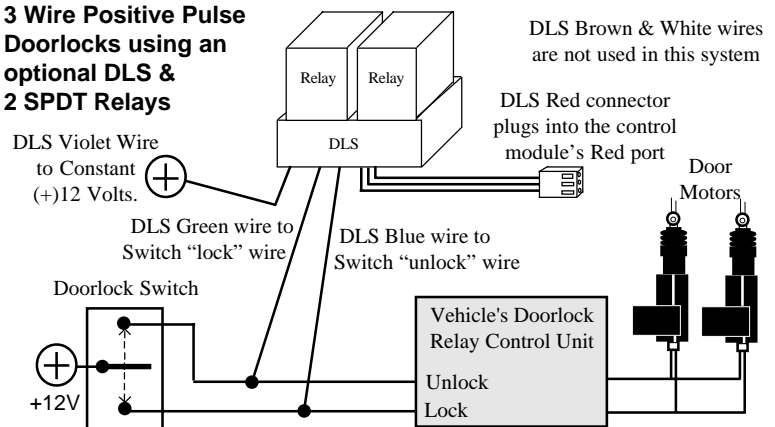 3 Wire Positive Pulse
Doorlocks using an
optional DLS &
2 SPDT Relays
Relay
Relay
DLS
DLS Brown & White wires
are not used in this system
DLS Red connector
plugs into the control
module's Red port
DLS Violet Wire
to Constant
(+)12 Volts.
Door
Motors
DLS Green wire to
Switch “lock” wire
DLS Blue wire to
Switch “unlock” wire
Doorlock Switch
+12V
Vehicle's Doorlock
Relay Control Unit
Unlock
Lock